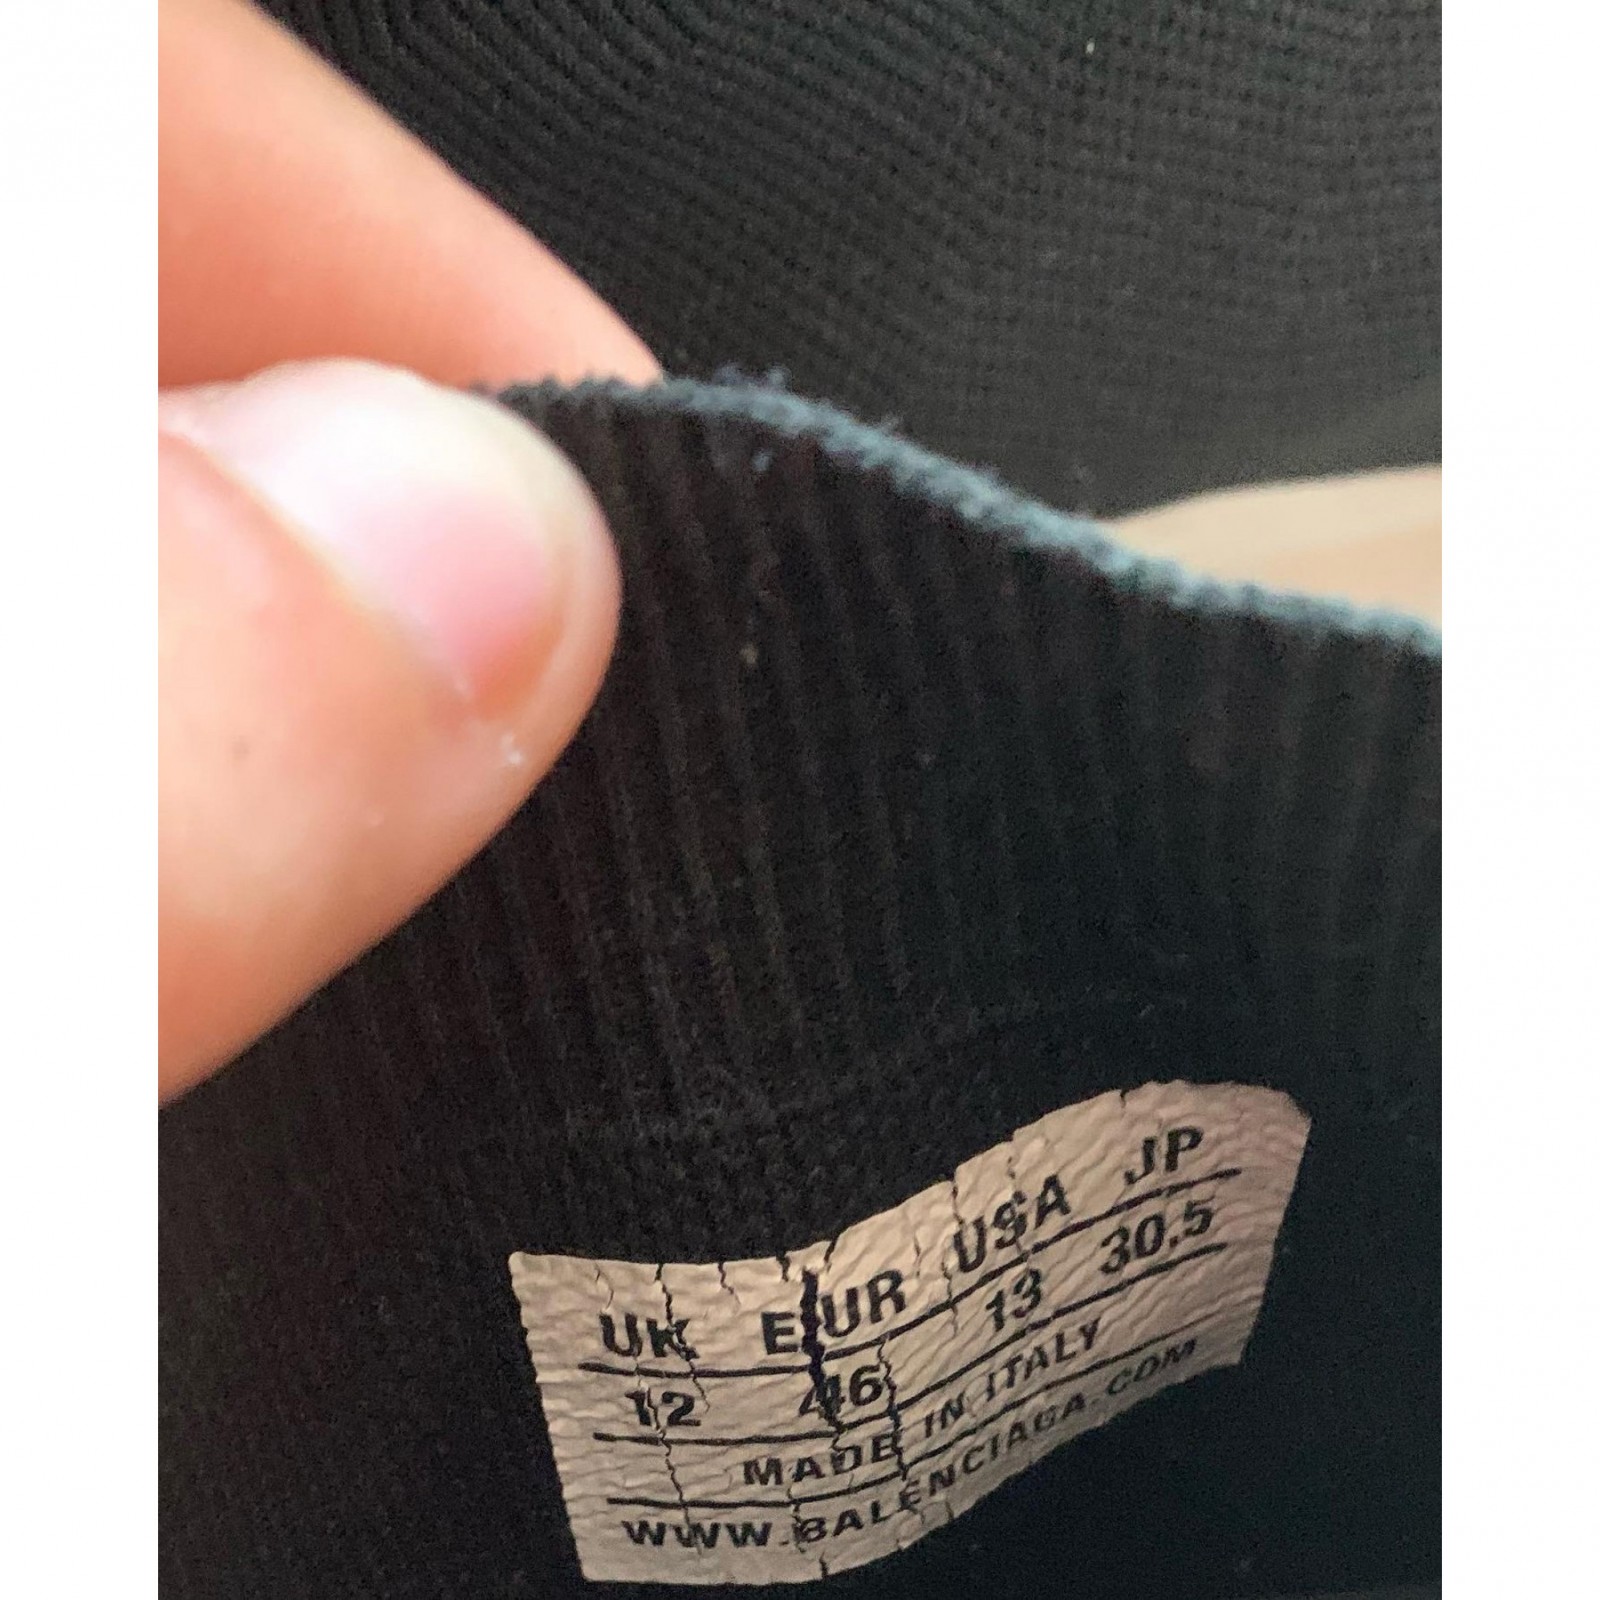 UK EUR USA JP
12 46 13 30.5
MADE IN ITALY
WWW.BALENCIAGA.COM